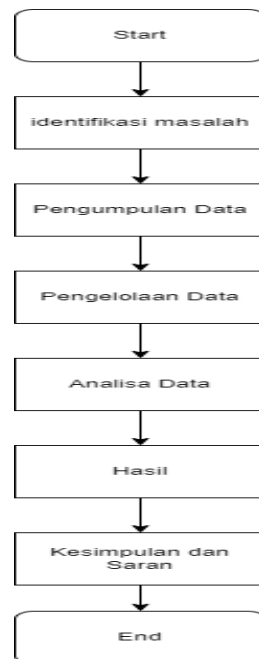 Start
identifikasi masalah
Pengumpulan Data
Pengelolaan Data
Analisa Data
Hasil
Kesimpulan dan
Saran
End